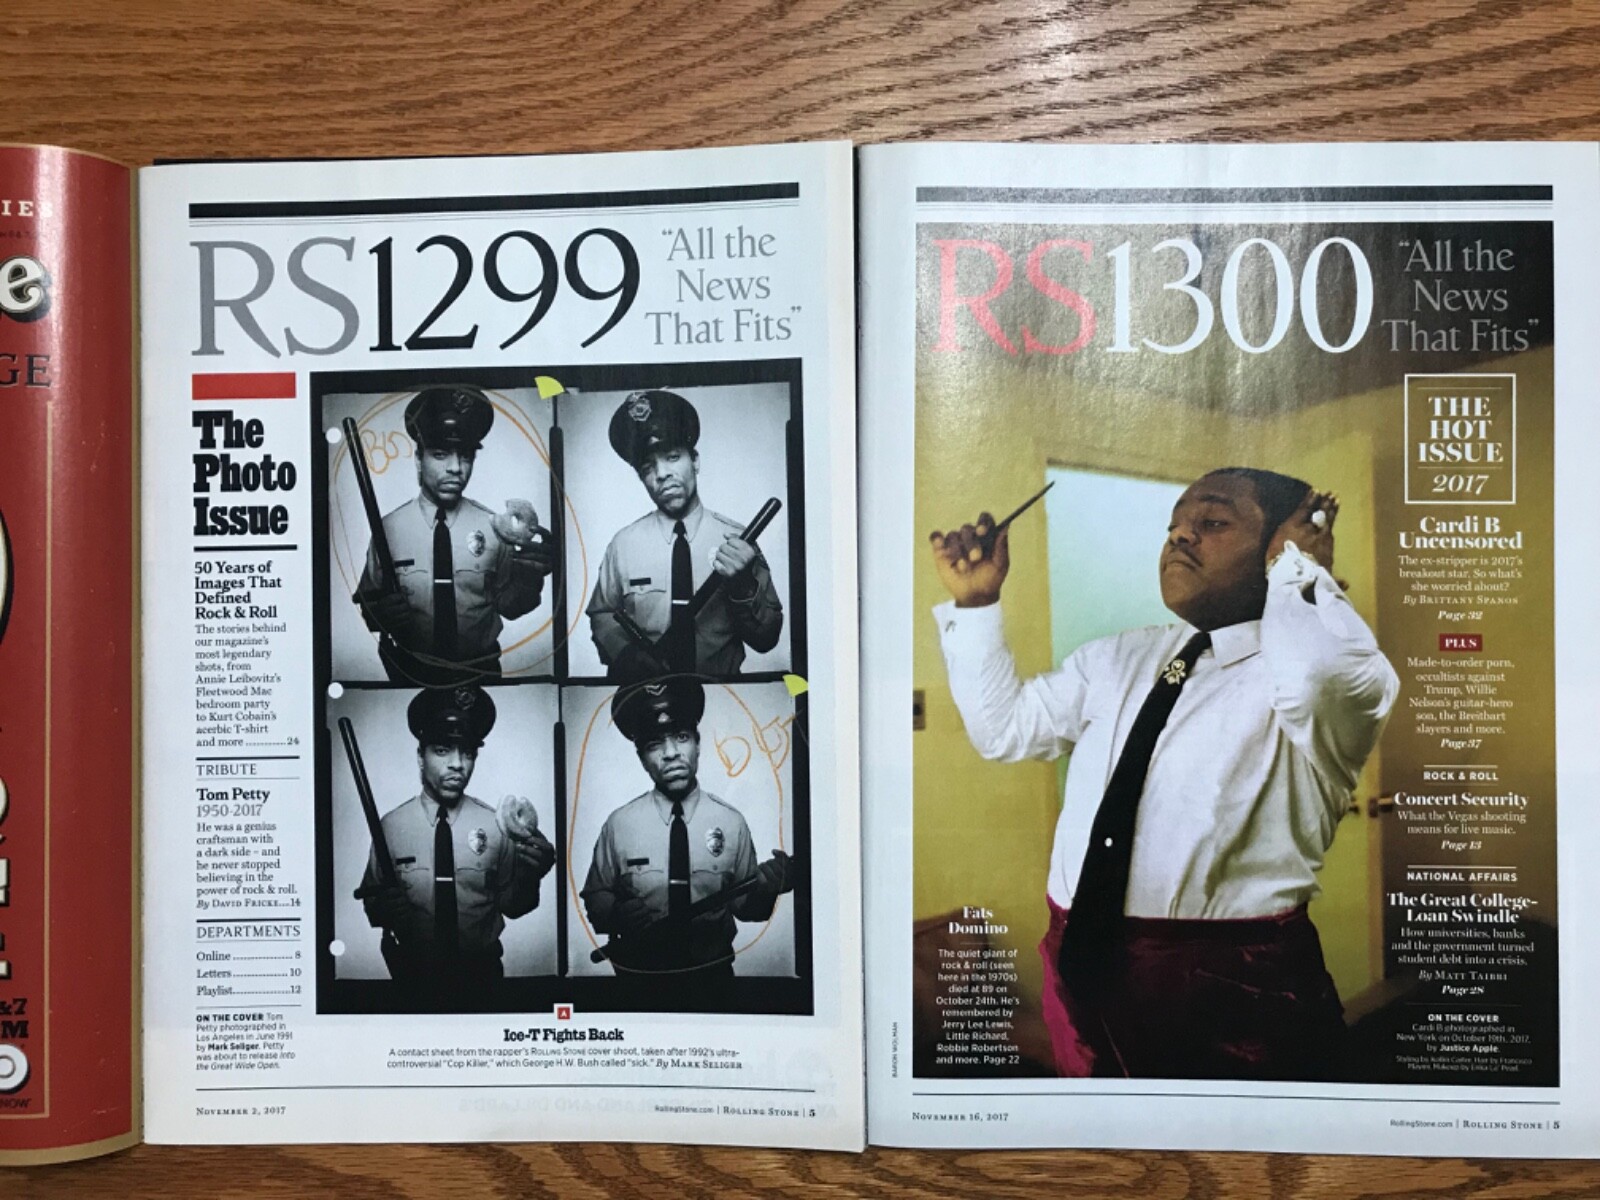 IES
e
GE
&7
M
O
NOW
RS1299
"All the
News
That Fits"
The
Photo
Issue
50 Years of
Images That
Defined
Rock & Roll
The stories behind
our magazine's
most legendary
shots, from
Annie Leibovitz's
Fleetwood Mac
bedroom party
to Kurt Cobain's
acerbic T-shirt
and more ............24
TRIBUTE
Tom Petty
1950-2017
He was a genius
craftsman with
a dark side – and
he never stopped
believing in the
power of rock & roll.
By DAVID FRICKE....14
DEPARTMENTS
Online ................. 8
Letters ................ 10
Playlist ................ 12
ON THE COVER Tom
Petty photographed in
Los Angeles in June 1991
by Mark Seliger. Petty
was about to release Into
the Great Wide Open.
Ice-T Fights Back
A contact sheet from the rapper's ROLLING STONE cover shoot, taken after 1992's ultra-
controversial "Cop Killer," which George H.W. Bush called "sick." By MARK SELIGER
NOVEMBER 2, 2017
RollingStone.com | ROLLING STONE | 5
RS1300
"All the
News
That Fits"
THE
HOT
ISSUE
2017
Cardi B
Uncensored
The ex-stripper is 2017's
breakout star. So what's
she worried about?
By BRITTANY SPANOS
Page 32
PLUS
Made-to-order porn,
occultists against
Trump, Willie
Nelson's guitar-hero
son, the Breitbart
slayers and more.
Page 37
ROCK & ROLL
Concert Security
What the Vegas shooting
means for live music.
Page 13
NATIONAL AFFAIRS
The Great College-
Loan Swindle
How universities, banks
and the government turned
student debt into a crisis.
By MATT TAIBBI
Page 28
ON THE COVER
Cardi B photographed in
New York on October 19th, 2017,
by Justice Apple.
Fats
Domino
The quiet giant of
rock & roll (seen
here in the 1970s)
died at 89 on
October 24th. He's
remembered by
Jerry Lee Lewis,
Little Richard,
Robbie Robertson
and more. Page 22
BARON WOLMAN
NOVEMBER 16, 2017
RollingStone.com | ROLLING STONE | 5